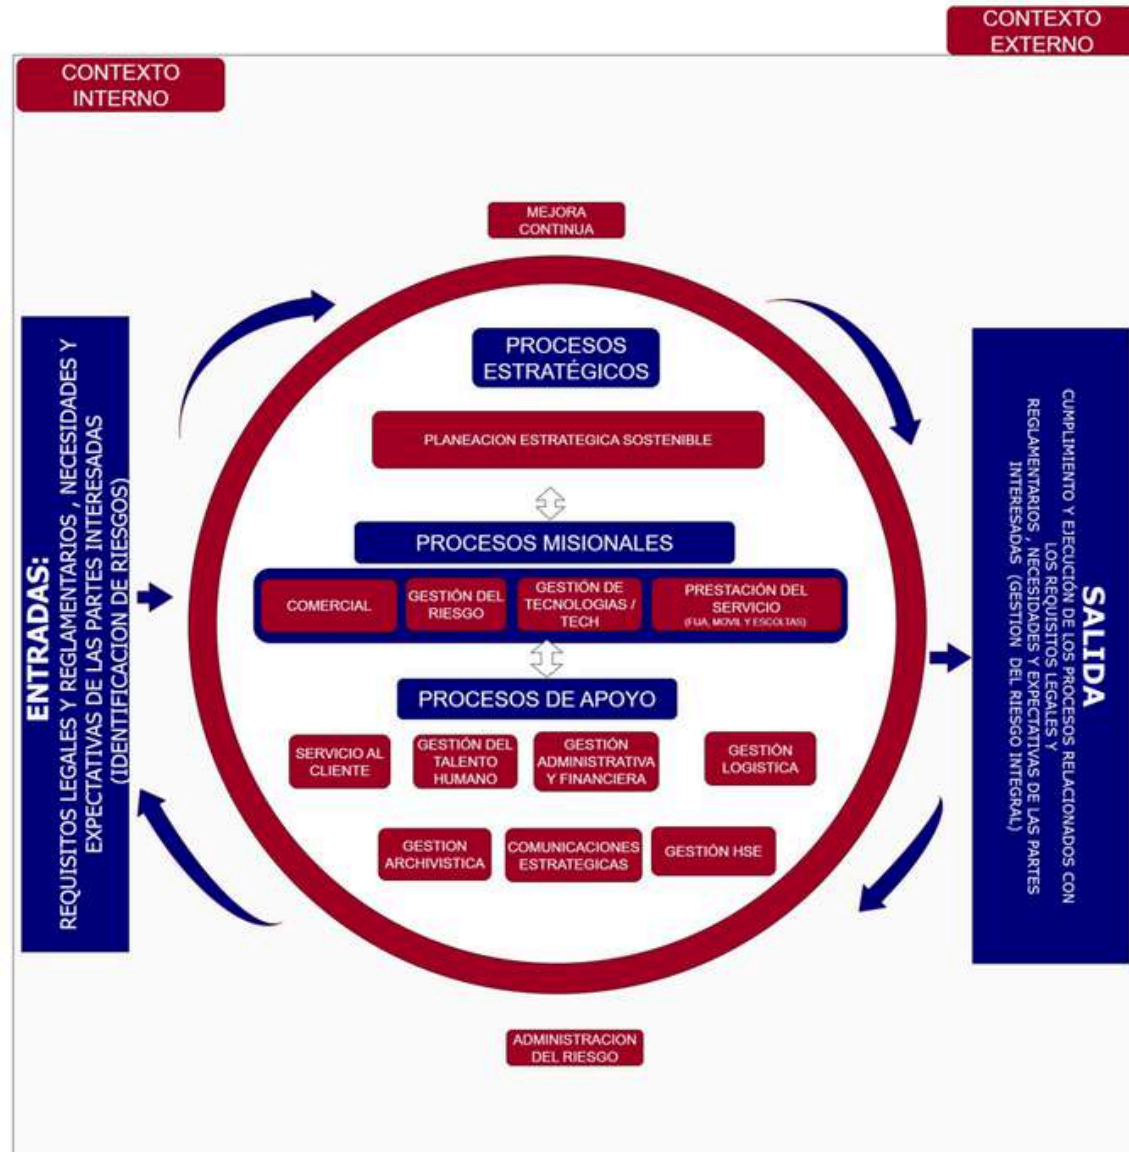 CONTEXTO
EXTERNO
CONTEXTO
INTERNO
MEJORA
CONTINUA
ENTRADAS:
REQUISITOS LEGALES Y REGLAMENTARIOS , NECESIDADES Y
EXPECTATIVAS DE LAS PARTES INTERESADAS
(IDENTIFICACION DE RIESGOS)
PROCESOS
ESTRATÉGICOS
PLANEACION ESTRATEGICA SOSTENIBLE
PROCESOS MISIONALES
COMERCIAL
GESTIÓN DEL
RIESGO
GESTIÓN DE
TECNOLOGIAS /
TECH
PRESTACIÓN DEL
SERVICIO
(FIJA, MOVIL Y ESCOLTAS)
PROCESOS DE APOYO
SERVICIO AL
CLIENTE
GESTIÓN DEL
TALENTO
HUMANO
GESTIÓN
ADMINISTRATIVA
Y FINANCIERA
GESTIÓN
LOGISTICA
GESTION
ARCHIVISTICA
COMUNICACIONES
ESTRATEGICAS
GESTIÓN HSE
SALIDA
CUMPLIMIENTO Y EJECUCIÓN DE LOS PROCESOS RELACIONADOS CON
LOS REQUISITOS LEGALES Y
REGLAMENTARIOS , NECESIDADES Y EXPECTATIVAS DE LAS PARTES
INTERESADAS (GESTION DEL RIESGO INTEGRAL)
ADMINISTRACION
DEL RIESGO